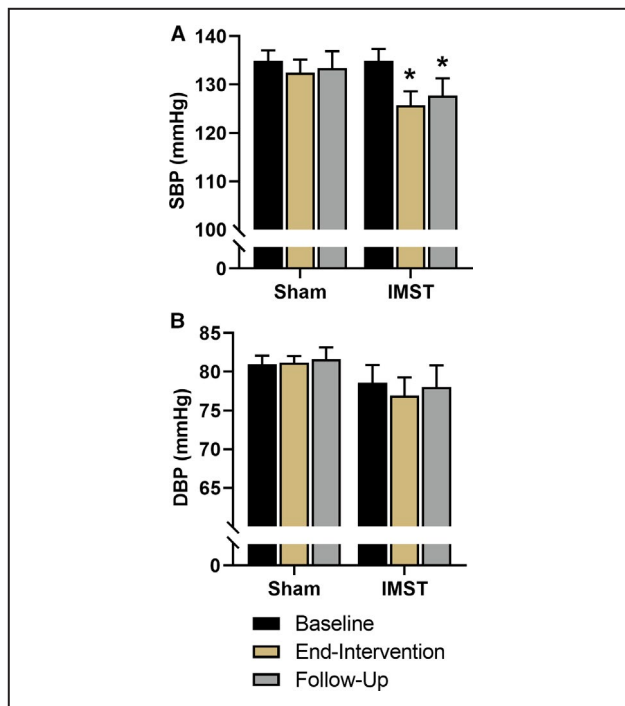 A
140
130
120
110
100
0
SBP (mmHg)
* *
Sham IMST
B
85
80
75
70
65
0
DBP (mmHg)
Sham IMST
Baseline
End-Intervention
Follow-Up